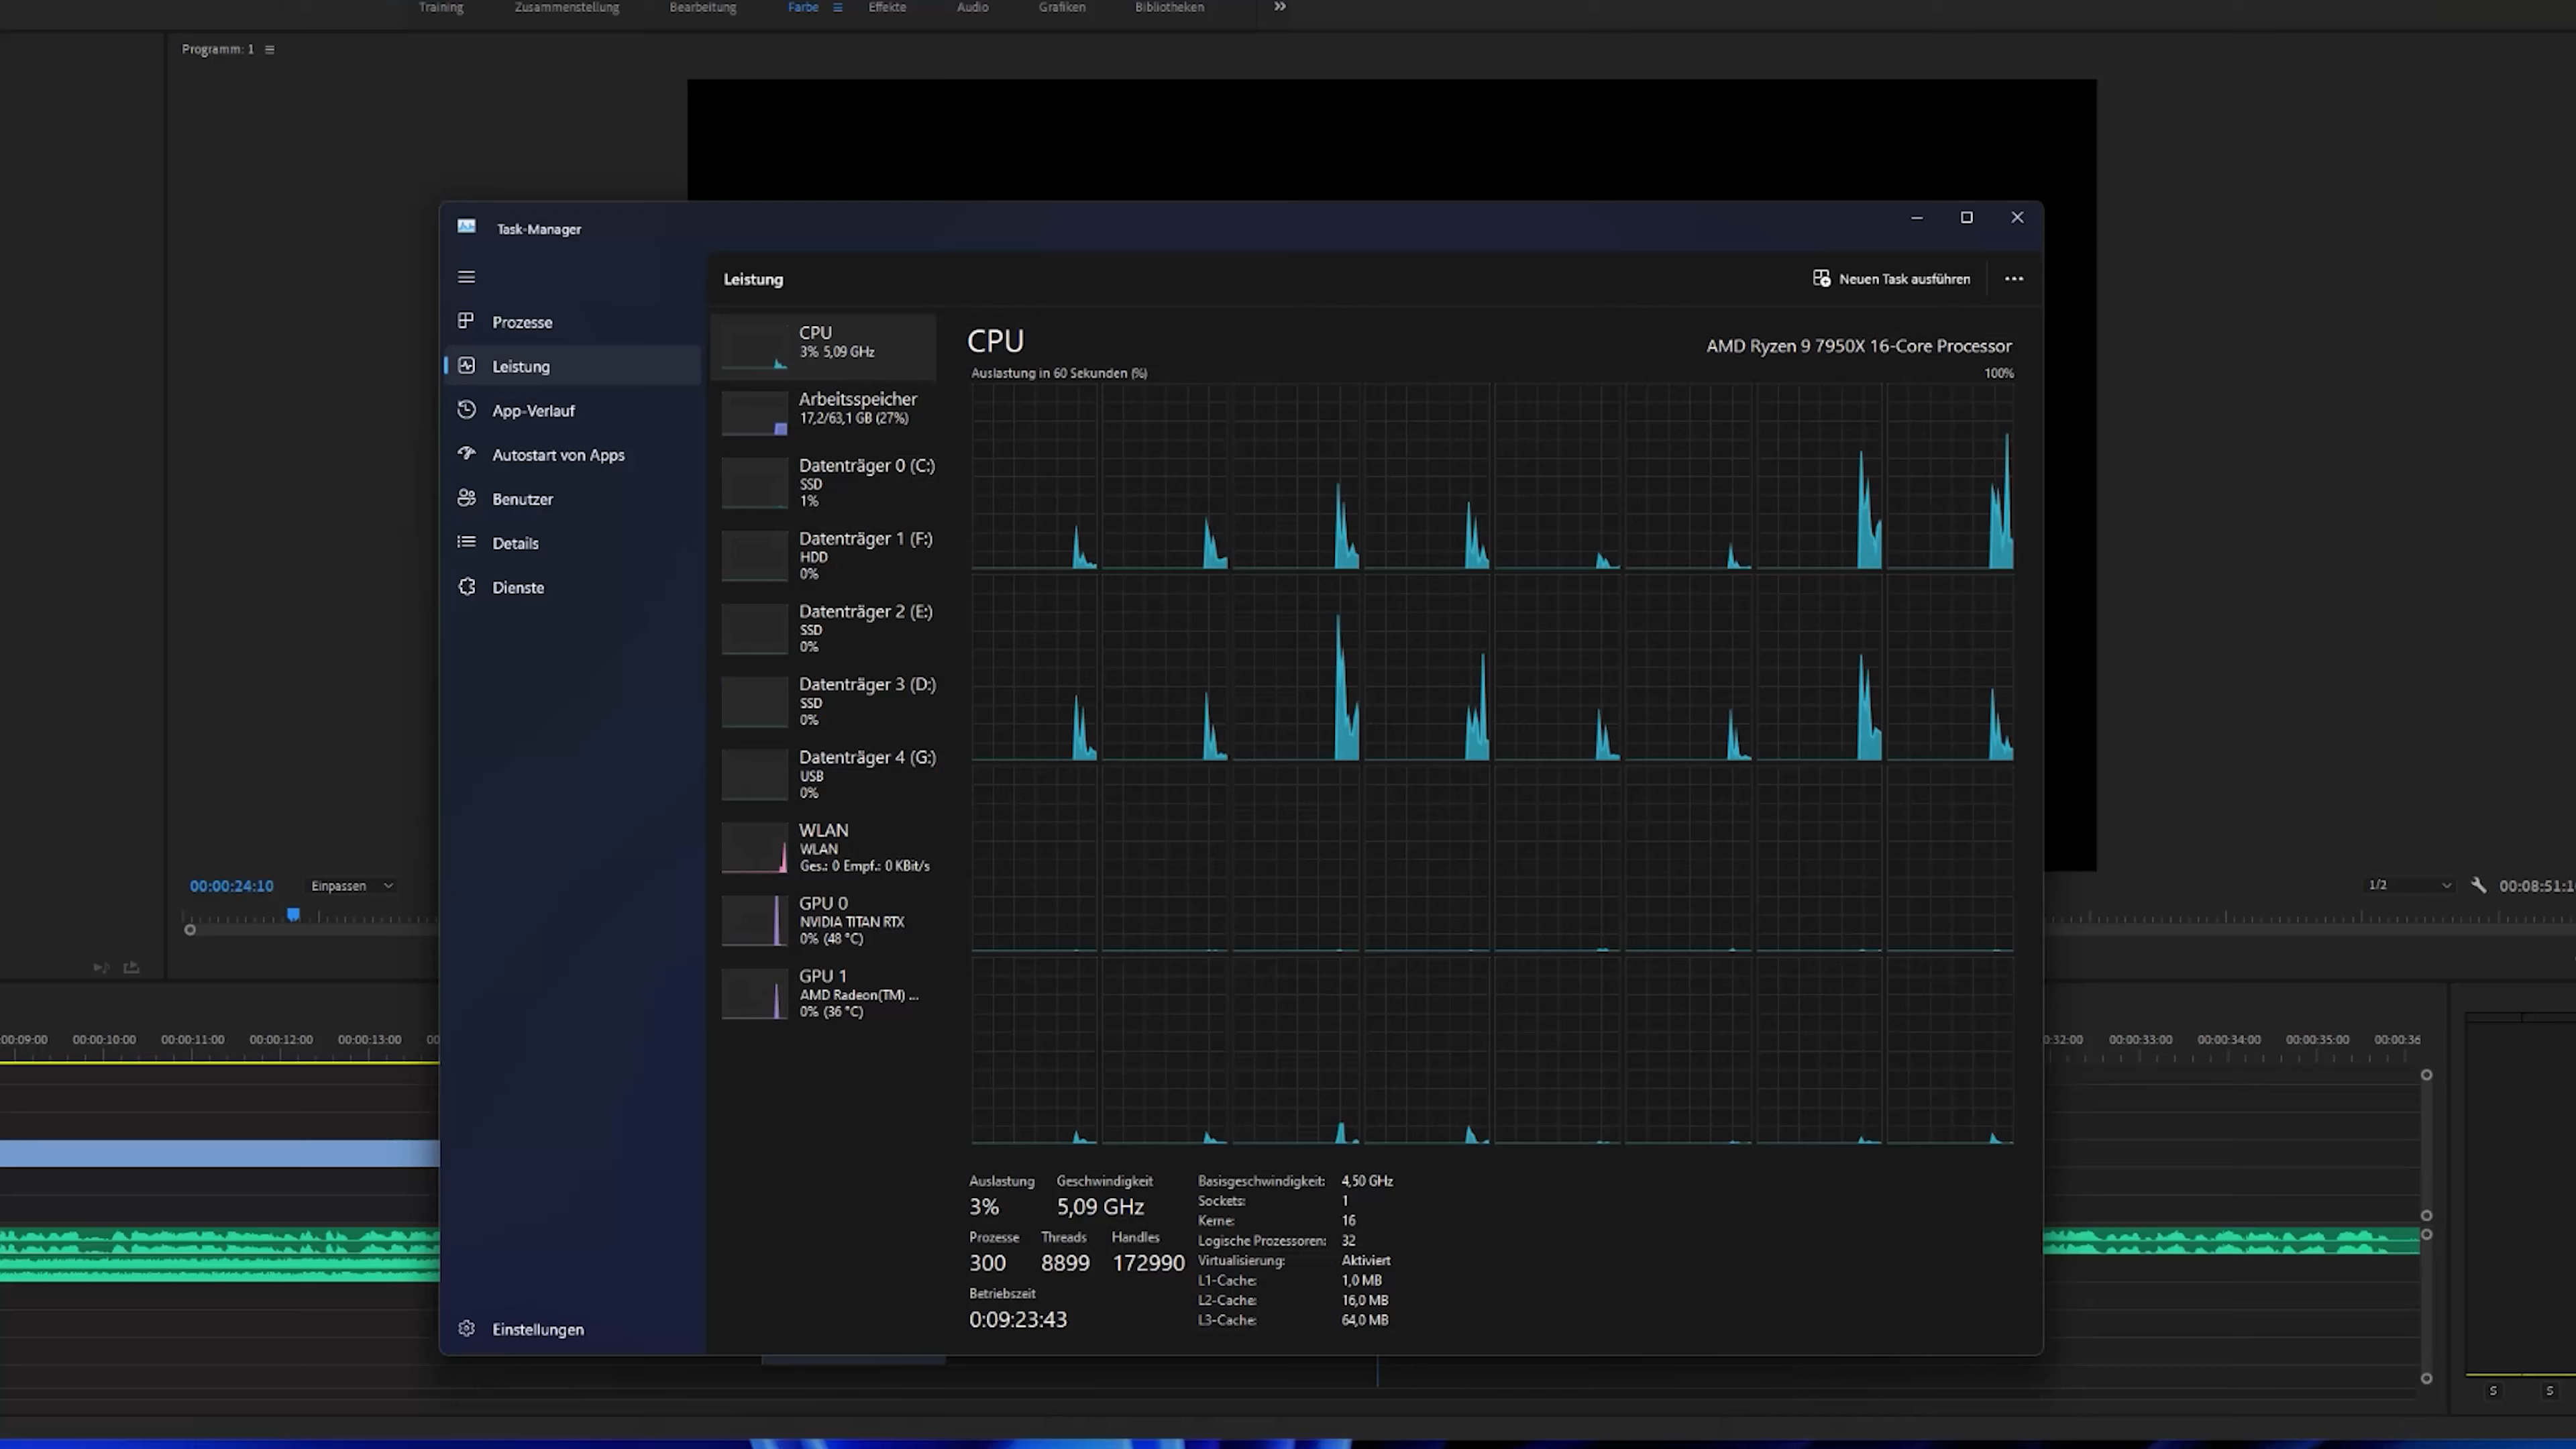 Training Zusammenstellung Bearbeitung Farbe Effekte Audio Grafiken Bibliotheken
Programm: 1
Task-Manager
Prozesse
Leistung
App-Verlauf
Autostart von Apps
Benutzer
Details
Dienste
Einstellungen
Leistung
Neuen Task ausführen
CPU
3% 5,09 GHz
Arbeitsspeicher
17,2/63,1 GB (27%)
Datenträger 0 (C:)
SSD
1%
Datenträger 1 (F:)
HDD
0%
Datenträger 2 (E:)
SSD
0%
Datenträger 3 (D:)
SSD
0%
Datenträger 4 (G:)
USB
0%
WLAN
WLAN
Ges.: 0 Empf.: 0 KBit/s
GPU 0
NVIDIA TITAN RTX
0% (48 °C)
GPU 1
AMD Radeon(TM) ...
0% (36 °C)
CPU
AMD Ryzen 9 7950X 16-Core Processor
Auslastung in 60 Sekunden (%)
100%
Auslastung Geschwindigkeit
3% 5,09 GHz
Prozesse Threads Handles
300 8899 172990
Betriebszeit
0:09:23:43
Basisgeschwindigkeit: 4,50 GHz
Sockets: 1
Kerne: 16
Logische Prozessoren: 32
Virtualisierung: Aktiviert
L1-Cache: 1,0 MB
L2-Cache: 16,0 MB
L3-Cache: 64,0 MB
00:00:24:10 Einpassen
1/2 00:08:51:1
:00:09:00 00:00:10:00 00:00:11:00 00:00:12:00 00:00:13:00 00
0:32:00 00:00:33:00 00:00:34:00 00:00:35:00 00:00:36
S S